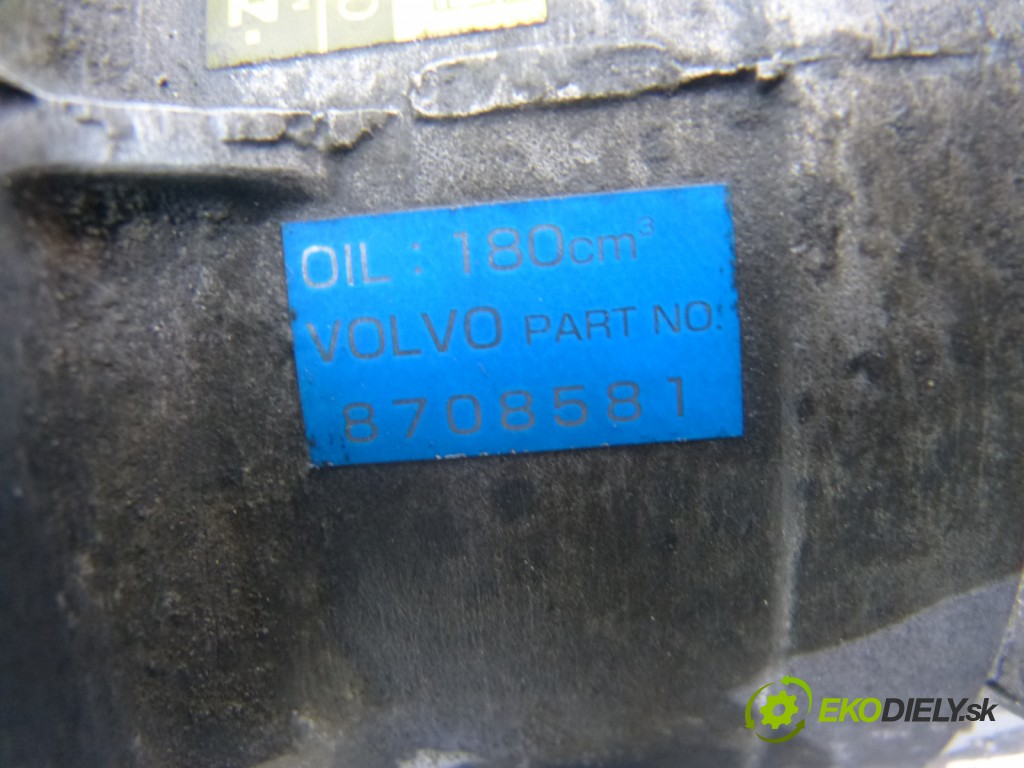 OIL : 180cm³
VOLVO PART NO:
8708581
EKODIELY.sk